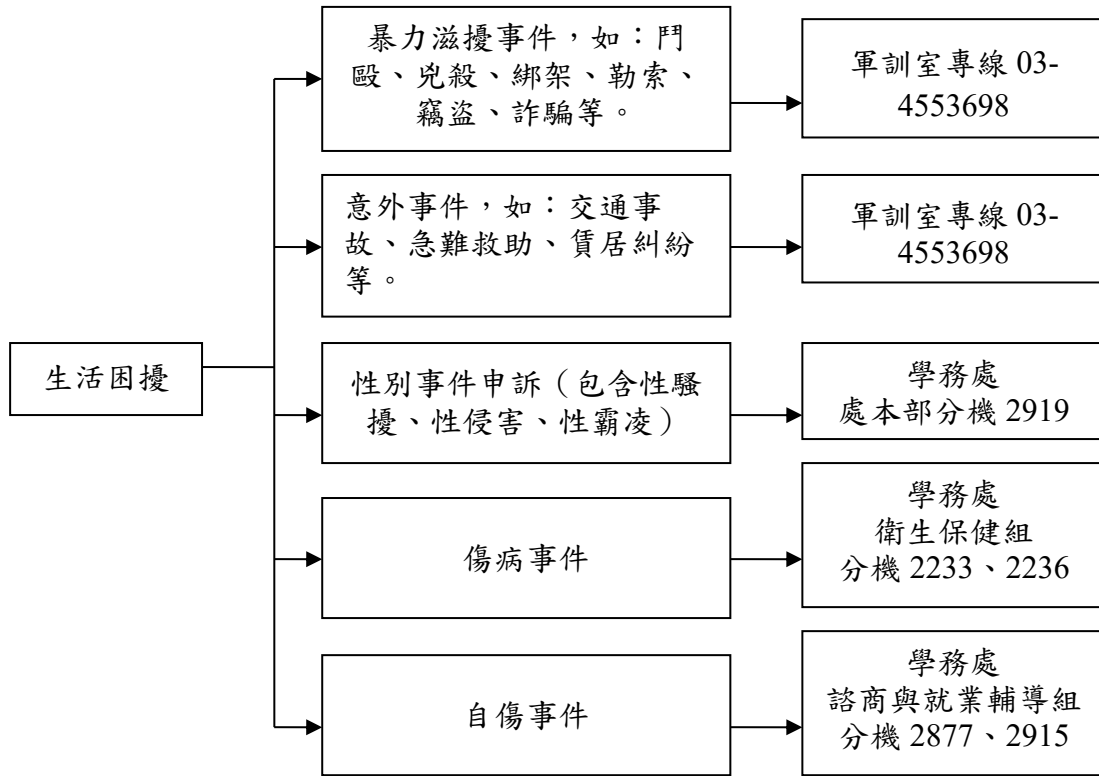 生活困擾
暴力滋擾事件，如：鬥
毆、兇殺、綁架、勒索、
竊盜、詐騙等。
軍訓室專線 03-
4553698
意外事件，如：交通事
故、急難救助、賃居糾紛
等。
軍訓室專線 03-
4553698
性別事件申訴（包含性騷
擾、性侵害、性霸凌）
學務處
處本部分機 2919
傷病事件
學務處
衛生保健組
分機 2233、2236
自傷事件
學務處
諮商與就業輔導組
分機 2877、2915